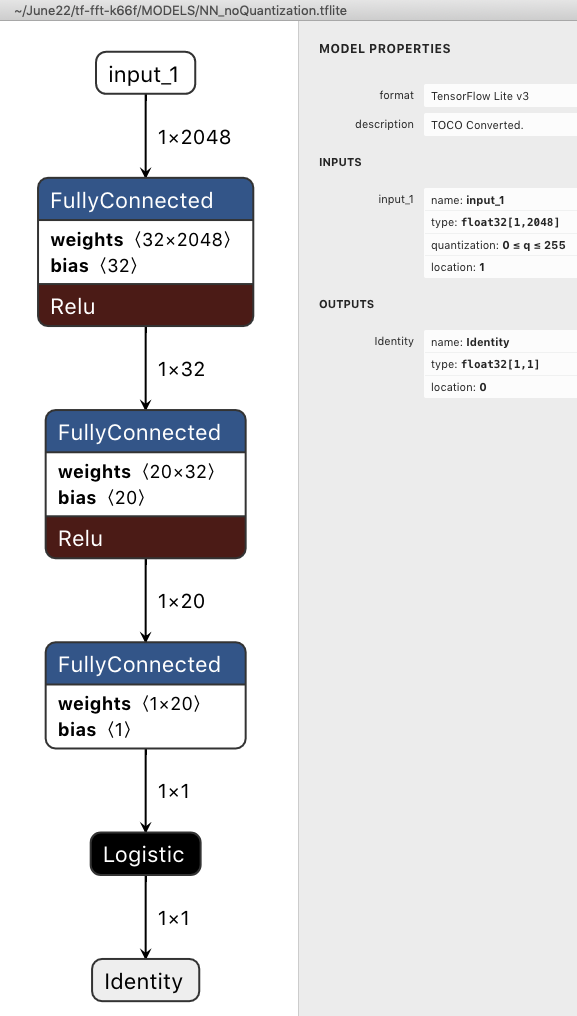 ~/June22/tf-fft-k66f/MODELS/NN_noQuantization.tflite
input_1
1×2048
FullyConnected
weights ⟨32×2048⟩
bias ⟨32⟩
Relu
1×32
FullyConnected
weights ⟨20×32⟩
bias ⟨20⟩
Relu
1×20
FullyConnected
weights ⟨1×20⟩
bias ⟨1⟩
1×1
Logistic
1×1
Identity
MODEL PROPERTIES
format TensorFlow Lite v3
description TOCO Converted.
INPUTS
input_1 name: input_1
type: float32[1,2048]
quantization: 0 ≤ q ≤ 255
location: 1
OUTPUTS
Identity name: Identity
type: float32[1,1]
location: 0